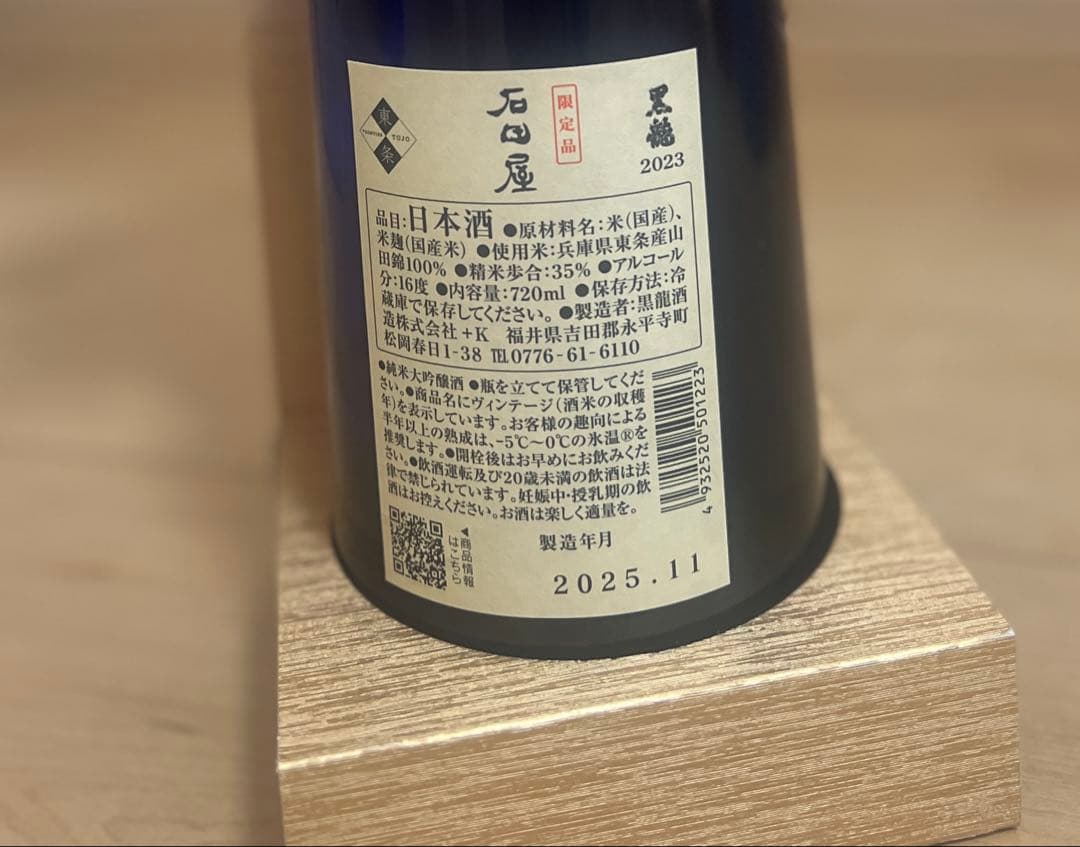 黒龍
2023
限定品
石田屋
東条
TOJO
品目:日本酒 ●原材料名:米(国産)、
米麹(国産米) ●使用米:兵庫県東条産山
田錦100% ●精米歩合:35% ●アルコール
分:16度 ●内容量:720ml ●保存方法:冷
蔵庫で保存してください。 ●製造者:黒龍酒
造株式会社+K 福井県吉田郡永平寺町
松岡春日1-38 ℡0776-61-6110
●純米大吟醸酒 ●瓶を立てて保管してくだ
さい。●商品名にヴィンテージ(酒米の収穫
年)を表示しています。お客様の趣向による
半年以上の熟成は、-5℃～0℃の氷温®を
推奨します。●開栓後はお早めにお飲みくだ
さい。●飲酒運転及び20歳未満の飲酒は法
律で禁じられています。妊娠中・授乳期の飲
酒はお控えください。お酒は楽しく適量を。
4 932520 501223
◀商品情報
はこちら
製造年月
2025.11